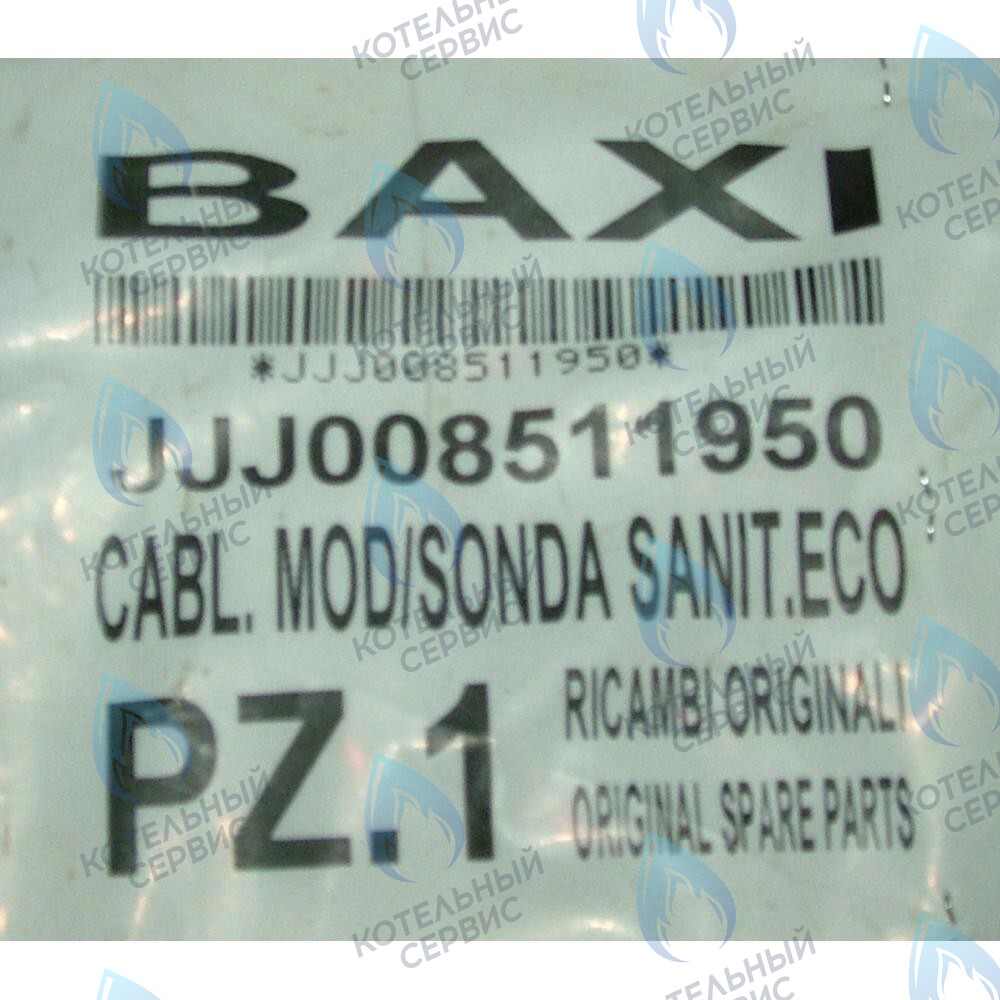 BAXI
*JJJ008511950*
JJJ008511950
CABL. MOD/SONDA SANIT.ECO
PZ.1
RICAMBI ORIGINALI
ORIGINAL SPARE PARTS
КОТЕЛЬНЫЙ
СЕРВИС